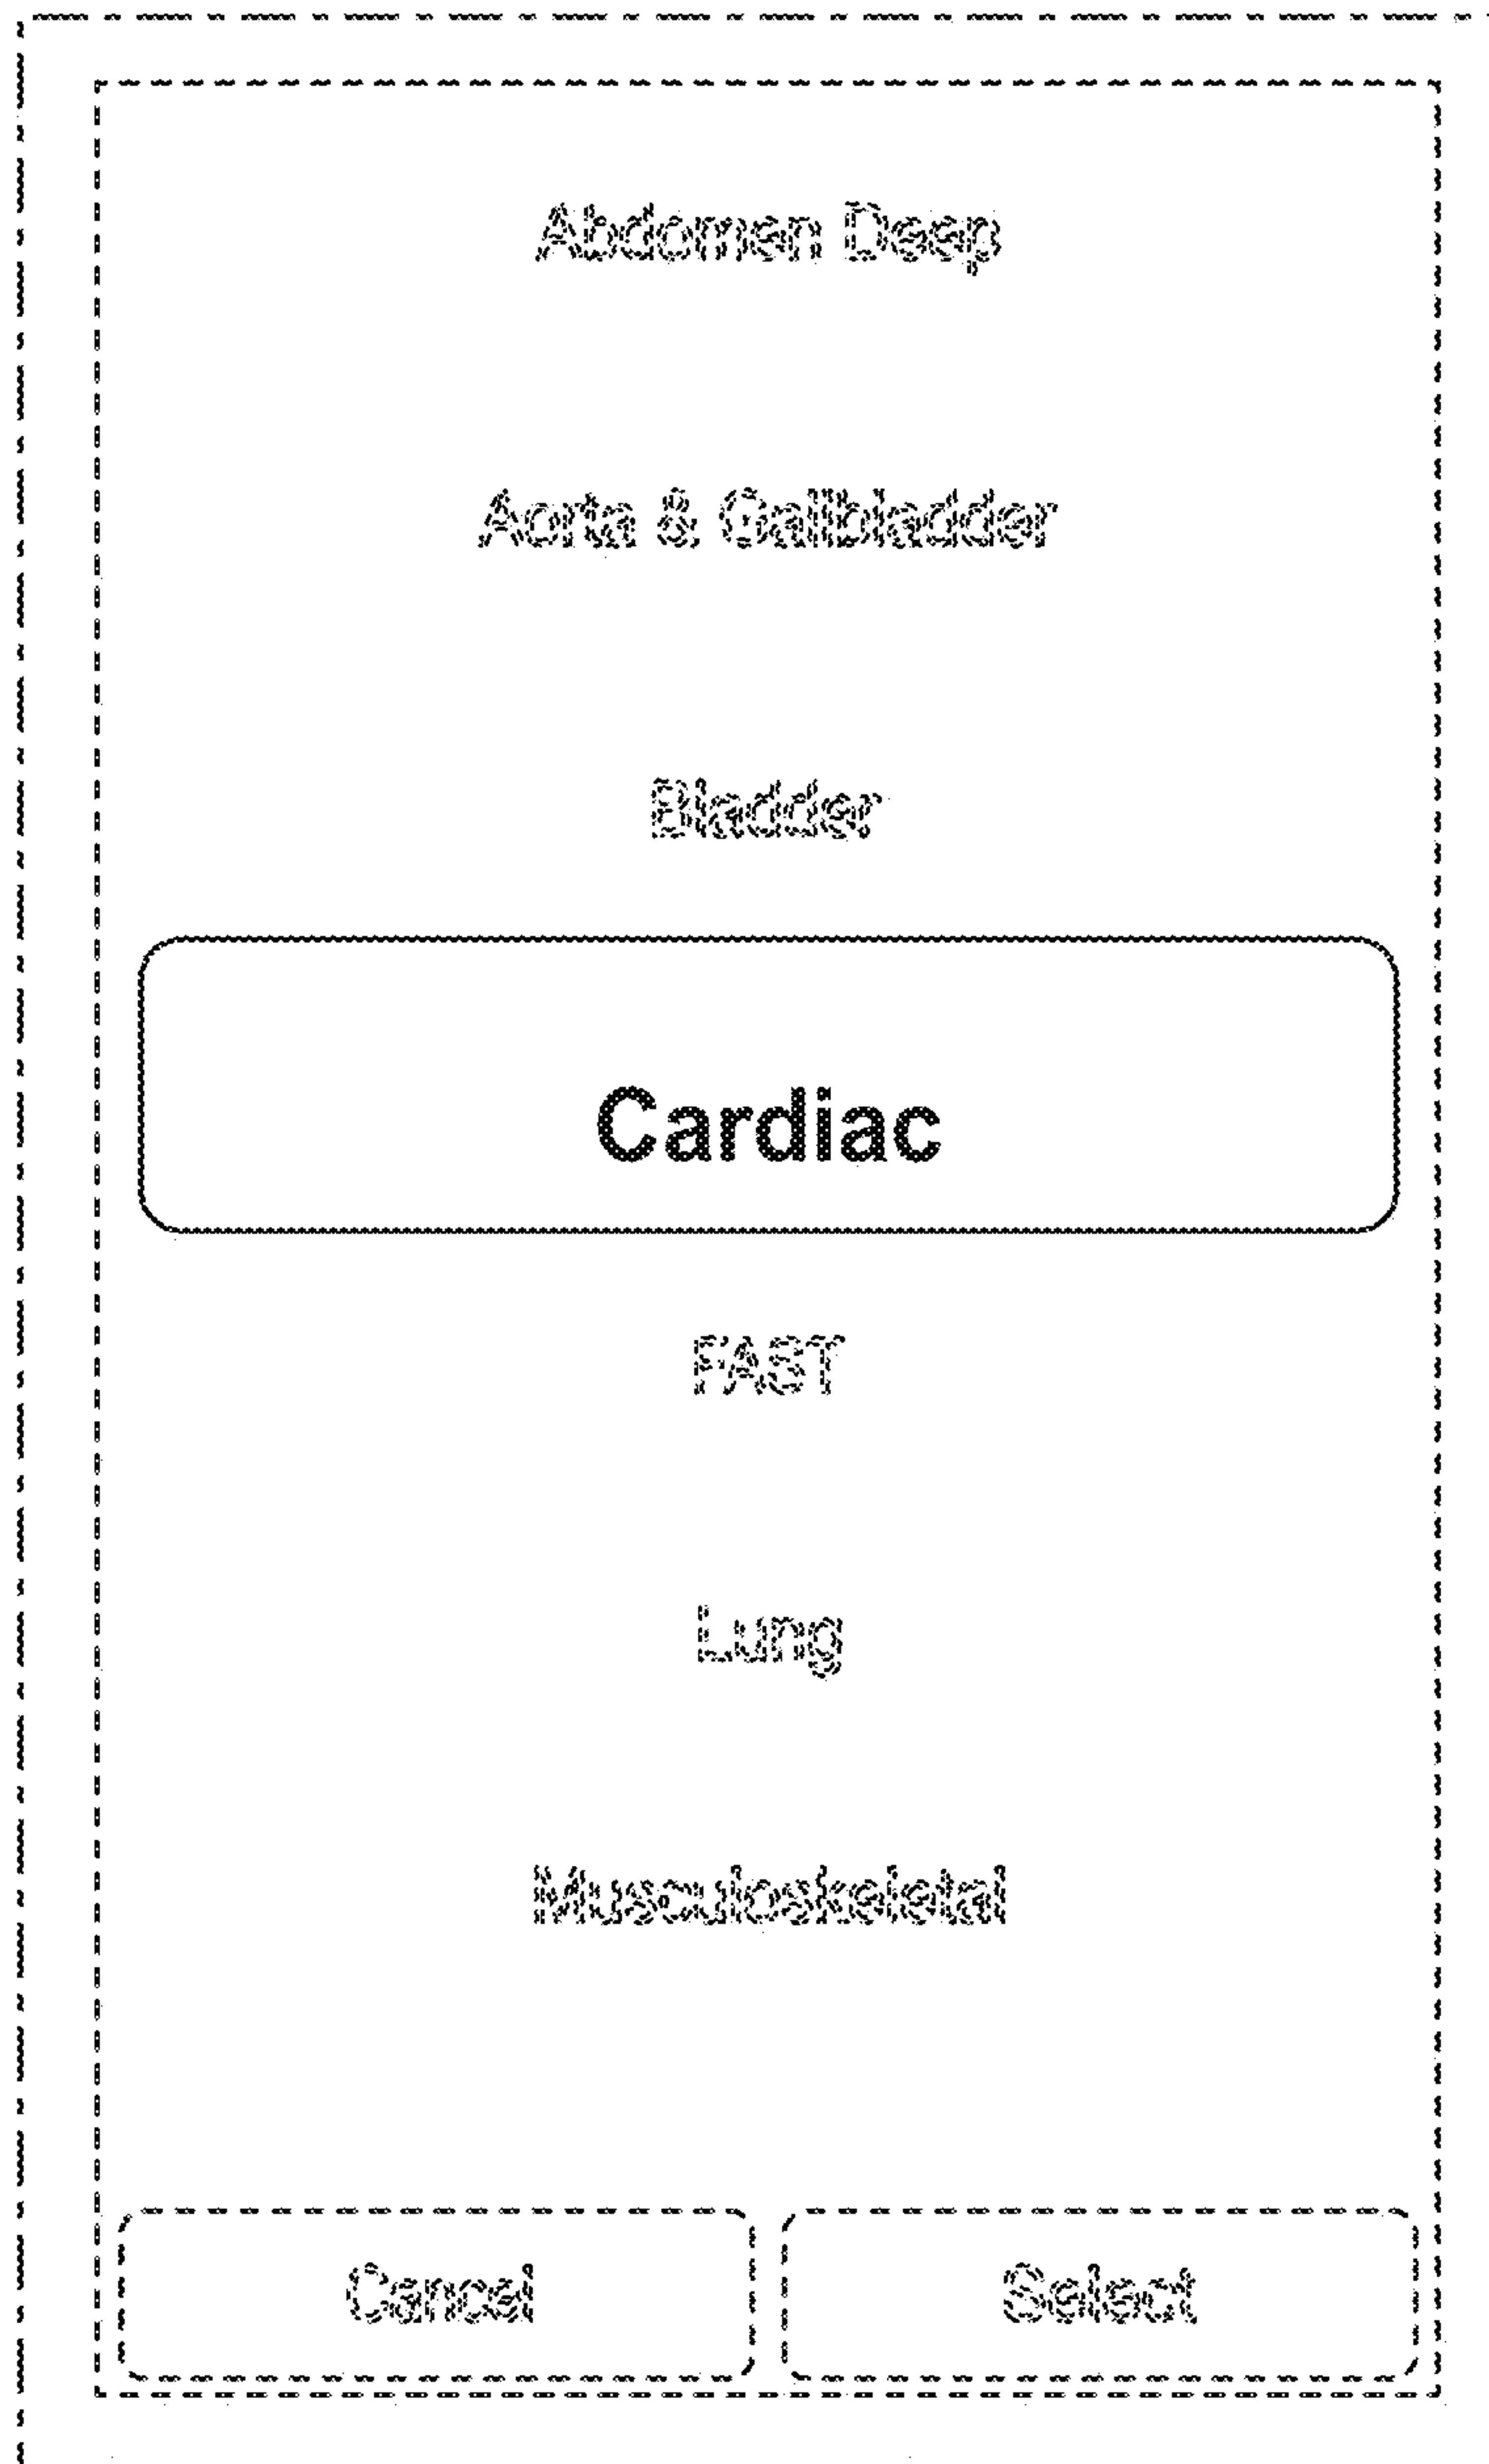 Abdomen Deep
Aorta & Gallbladder
Bladder
Cardiac
FAST
Lung
Musculoskeletal
Cancel Select